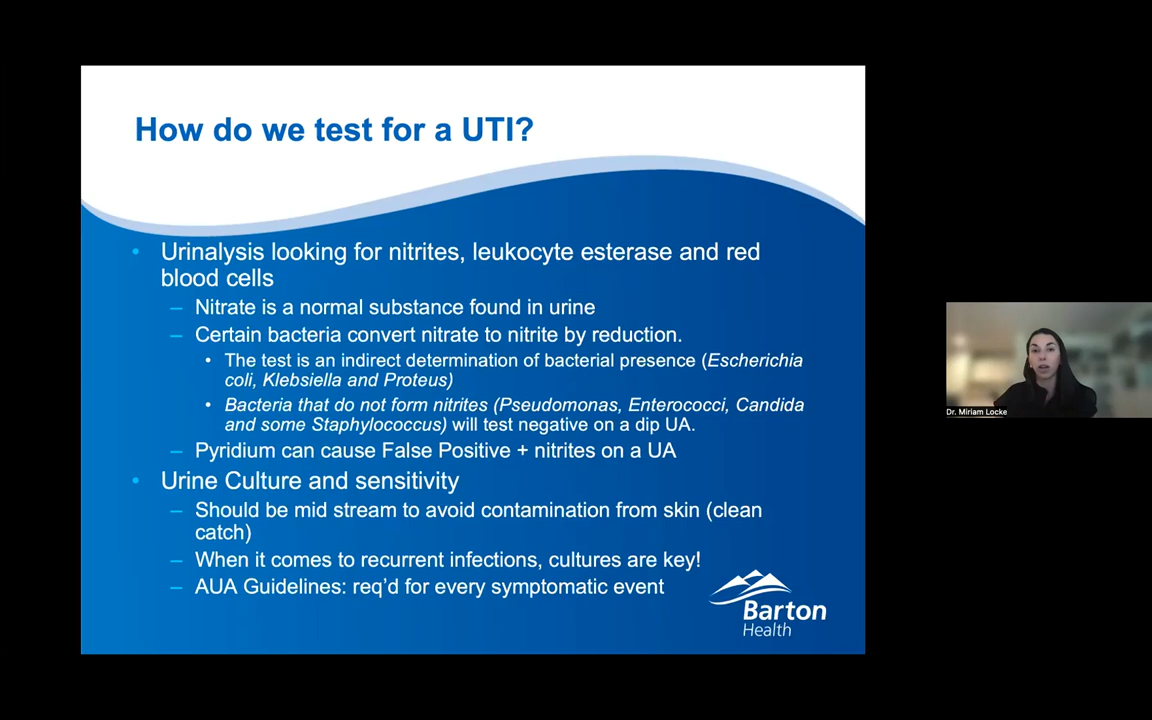 How do we test for a UTI?
• Urinalysis looking for nitrites, leukocyte esterase and red
blood cells
– Nitrate is a normal substance found in urine
– Certain bacteria convert nitrate to nitrite by reduction.
• The test is an indirect determination of bacterial presence (Escherichia
coli, Klebsiella and Proteus)
• Bacteria that do not form nitrites (Pseudomonas, Enterococci, Candida
and some Staphylococcus) will test negative on a dip UA.
– Pyridium can cause False Positive + nitrites on a UA
• Urine Culture and sensitivity
– Should be mid stream to avoid contamination from skin (clean
catch)
– When it comes to recurrent infections, cultures are key!
– AUA Guidelines: req'd for every symptomatic event
Barton
Health
Dr. Miriam Locke